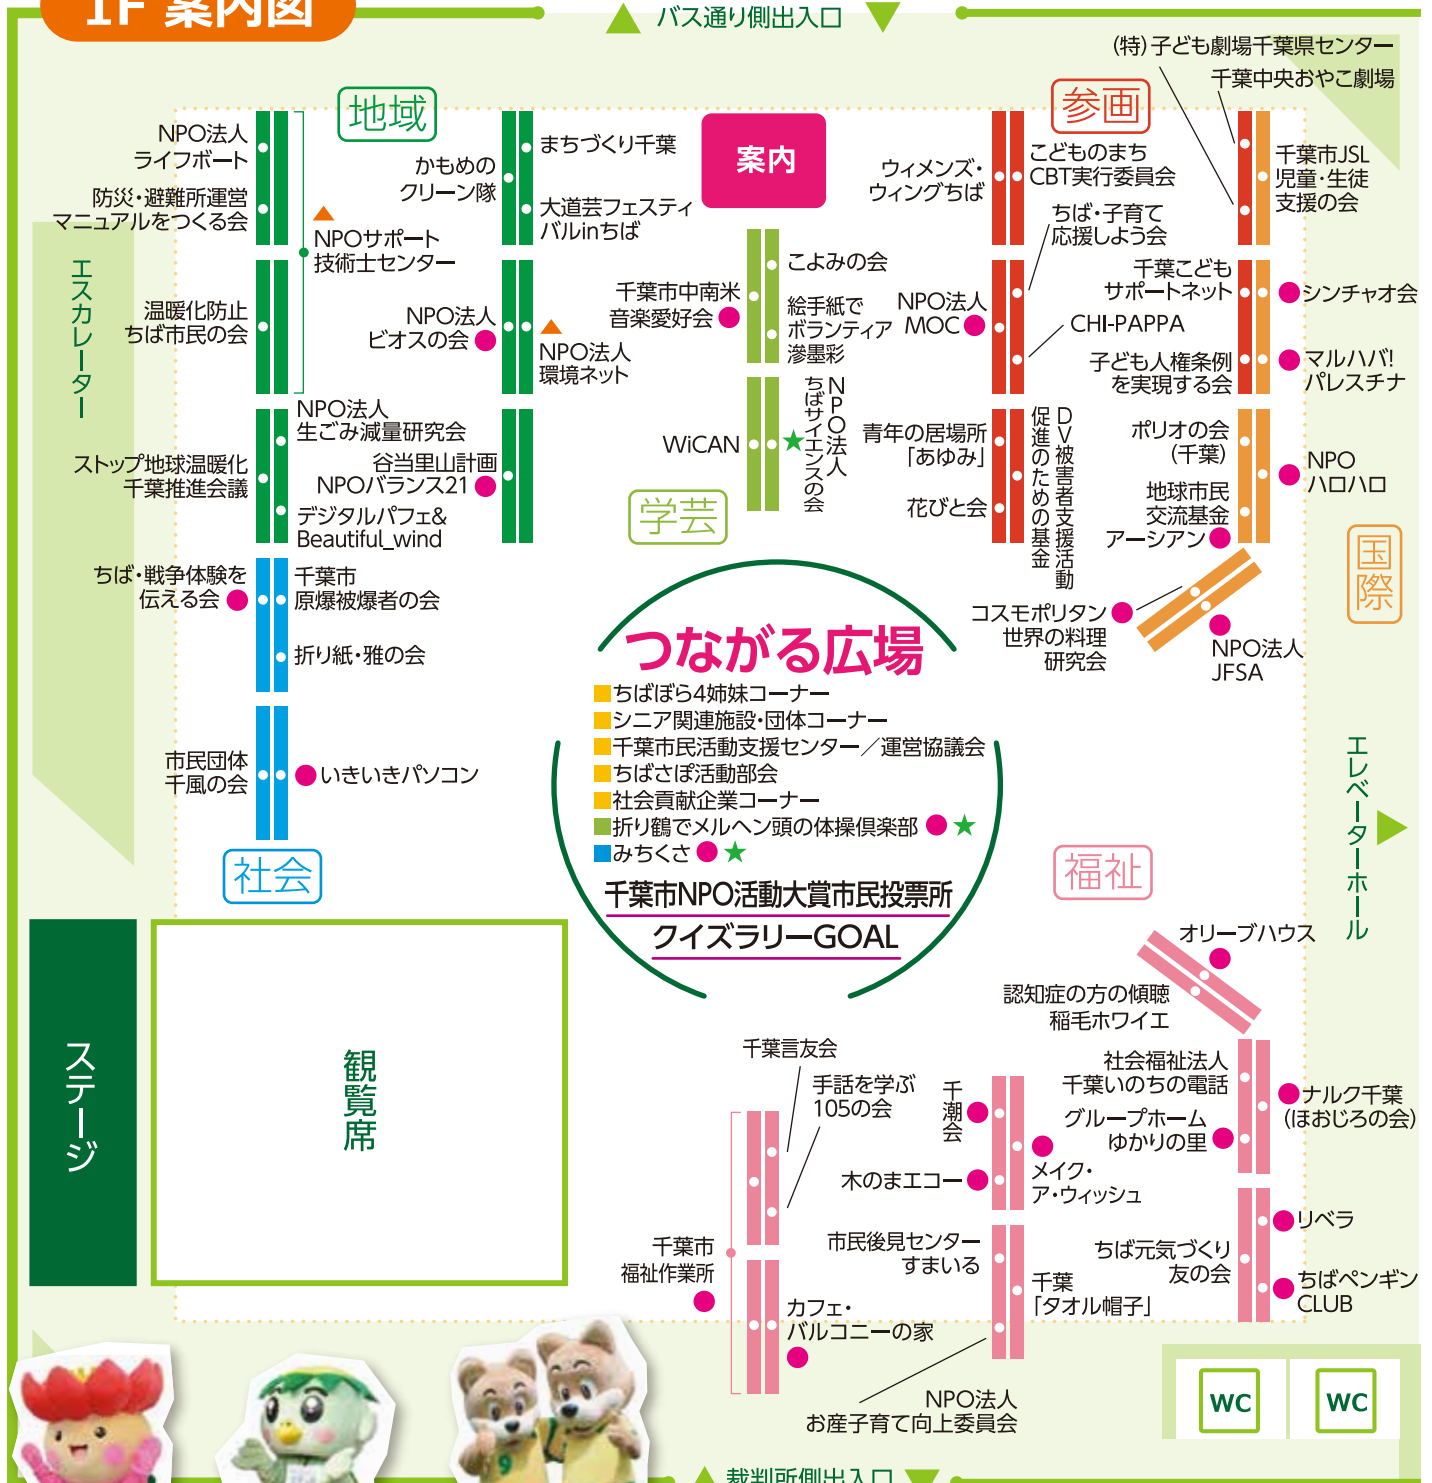 1F 案内図
バス通り側出入口
(特)子ども劇場千葉県センター
千葉中央おやこ劇場
地域
参画
案内
NPO法人
ライフボート
防災・避難所運営
マニュアルをつくる会
NPOサポート
技術士センター
温暖化防止
ちば市民の会
エスカレーター
かもめの
クリーン隊
まちづくり千葉
大道芸フェスティ
バルinちば
NPO法人
ビオスの会
NPO法人
環境ネット
NPO法人
生ごみ減量研究会
ストップ地球温暖化
千葉推進会議
谷当里山計画
NPOバランス21
デジタルパフェ&
Beautiful_wind
こよみの会
千葉市中南米
音楽愛好会
絵手紙で
ボランティア
滲墨彩
WiCAN
NPO法人
ちばサイエンスの会
学芸
ウィメンズ・
ウィングちば
こどものまち
CBT実行委員会
ちば・子育て
応援しよう会
NPO法人
MOC
CHI-PAPPA
青年の居場所
「あゆみ」
花びと会
DV被害者支援活動
促進のための基金
千葉市JSL
児童・生徒
支援の会
千葉こども
サポートネット
シンチャオ会
子ども人権条例
を実現する会
マルハバ!
パレスチナ
ポリオの会
(千葉)
NPO
ハロハロ
地球市民
交流基金
アーシアン
国際
コスモポリタン
世界の料理
研究会
NPO法人
JFSA
ちば・戦争体験を
伝える会
千葉市
原爆被爆者の会
折り紙・雅の会
市民団体
千風の会
いきいきパソコン
社会
つながる広場
ちばぼら4姉妹コーナー
シニア関連施設・団体コーナー
千葉市民活動支援センター／運営協議会
ちばさぽ活動部会
社会貢献企業コーナー
折り鶴でメルヘン頭の体操倶楽部
みちくさ
千葉市NPO活動大賞市民投票所
クイズラリーGOAL
エレベーターホール
福祉
ステージ
観覧席
オリーブハウス
認知症の方の傾聴
稲毛ホワイエ
千葉言友会
手話を学ぶ
105の会
千潮会
木のまエコー
メイク・
ア・ウィッシュ
社会福祉法人
千葉いのちの電話
グループホーム
ゆかりの里
ナルク千葉
(ほおじろの会)
千葉市
福祉作業所
カフェ・
バルコニーの家
市民後見センター
すまいる
千葉
「タオル帽子」
ちば元気づくり
友の会
リベラ
ちばペンギン
CLUB
NPO法人
お産子育て向上委員会
WC
WC
9
裁判所側出入口